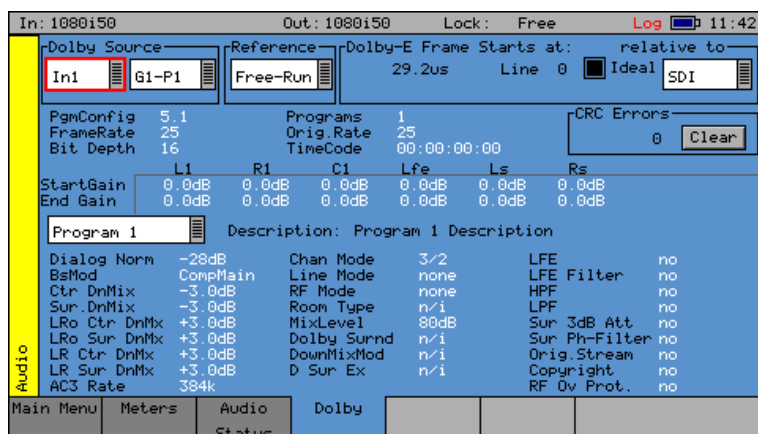 In: 1080i50 Out: 1080i50 Lock: Free Log 11:42
Dolby Source Reference Dolby-E Frame Starts at: relative to
In1 G1-P1 Free-Run 29.2us Line 0 Ideal SDI
PgmConfig 5.1 Programs 1 CRC Errors
FrameRate 25 Orig.Rate 25 0 Clear
Bit Depth 16 TimeCode 00:00:00:00
L1 R1 C1 Lfe Ls Rs
StartGain 0.0dB 0.0dB 0.0dB 0.0dB 0.0dB 0.0dB
End Gain 0.0dB 0.0dB 0.0dB 0.0dB 0.0dB 0.0dB
Program 1 Description: Program 1 Description
Dialog Norm -28dB Chan Mode 3/2 LFE no
BsMod CompMain Line Mode none LFE Filter no
Ctr DnMix -3.0dB RF Mode none HPF no
Sur.DnMix -3.0dB Room Type n/i LPF no
LRo Ctr DnMx +3.0dB MixLevel 80dB Sur 3dB Att no
LRo Sur DnMx +3.0dB Dolby Surnd n/i Sur Ph-Filter no
LR Ctr DnMx +3.0dB DownMixMod n/i Orig.Stream no
LR Sur DnMx +3.0dB D Sur Ex n/i Copyright no
AC3 Rate 384k RF Ov Prot. no
Audio
Main Menu Meters Audio Status Dolby